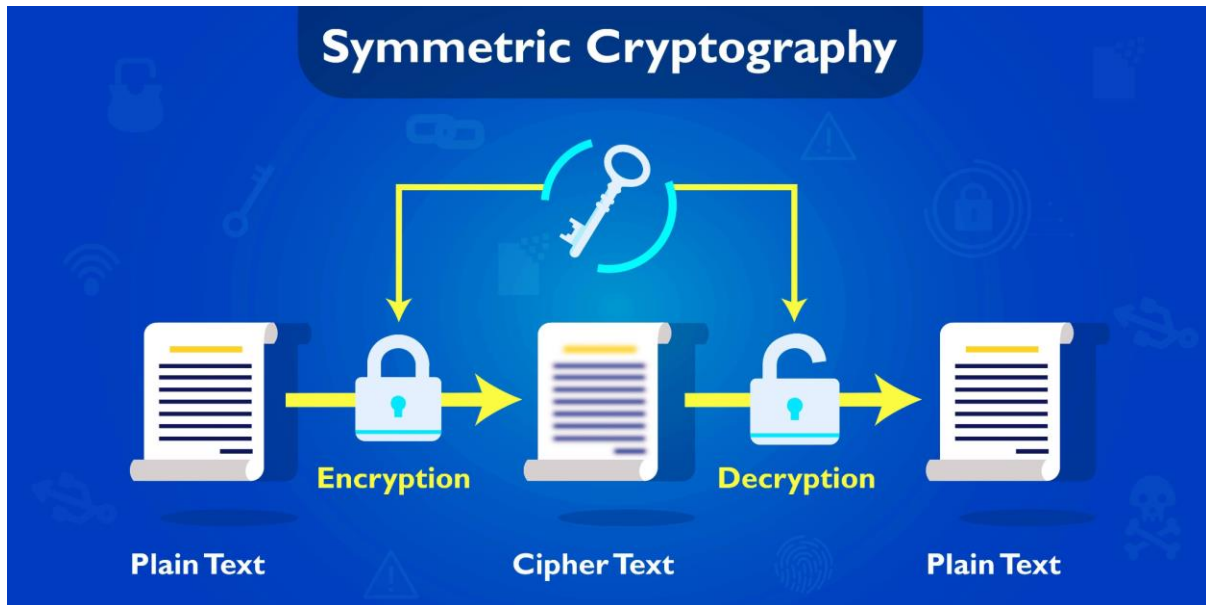 Symmetric Cryptography
Encryption
Decryption
Plain Text
Cipher Text
Plain Text